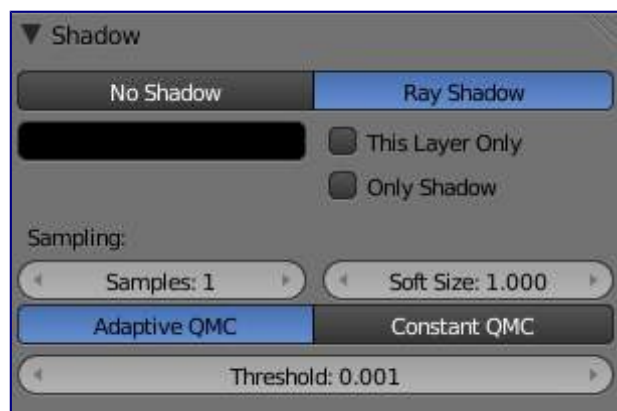 Shadow
No Shadow Ray Shadow
This Layer Only
Only Shadow
Sampling:
Samples: 1 Soft Size: 1.000
Adaptive QMC Constant QMC
Threshold: 0.001